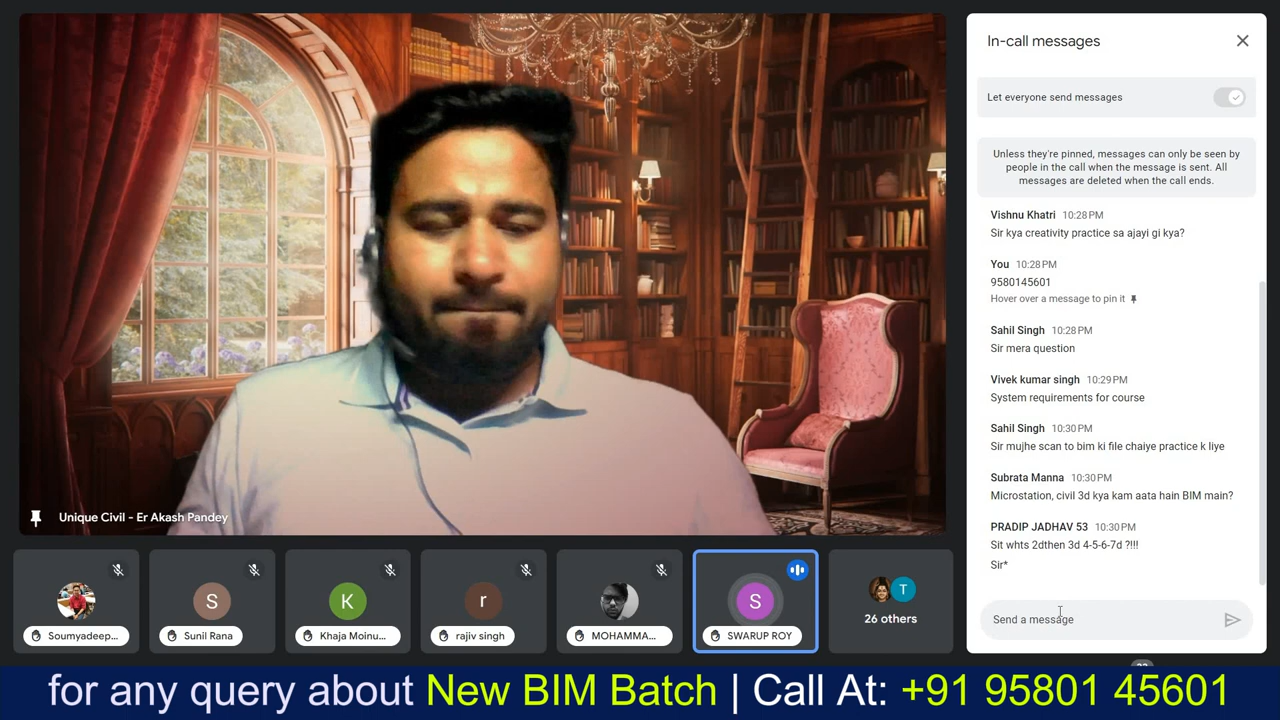 In-call messages
Let everyone send messages
Unless they're pinned, messages can only be seen by
people in the call when the message is sent. All
messages are deleted when the call ends.
Vishnu Khatri 10:28 PM
Sir kya creativity practice sa ajayi gi kya?
You 10:28 PM
9580145601
Hover over a message to pin it
Sahil Singh 10:28 PM
Sir mera question
Vivek kumar singh 10:29 PM
System requirements for course
Sahil Singh 10:30 PM
Sir mujhe scan to bim ki file chaiye practice k liye
Subrata Manna 10:30 PM
Microstation, civil 3d kya kam aata hain BIM main?
PRADIP JADHAV 53 10:30 PM
Sit whts 2dthen 3d 4-5-6-7d ?!!!
Sir*
Send a message
Unique Civil - Er Akash Pandey
Soumyadeep...
S
Sunil Rana
K
Khaja Moinu...
r
rajiv singh
MOHAMMA...
S
SWARUP ROY
T
26 others
for any query about New BIM Batch | Call At: +91 95801 45601